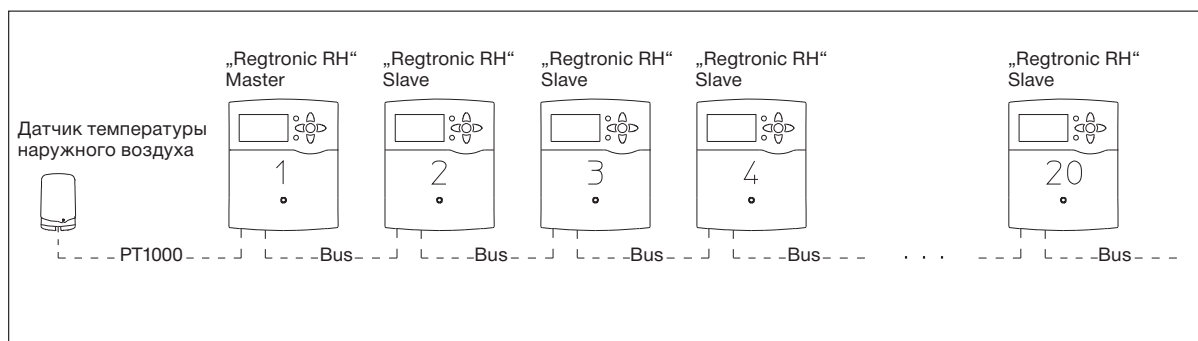 „Regtronic RH“ „Regtronic RH“ „Regtronic RH“ „Regtronic RH“ „Regtronic RH“
Master Slave Slave Slave Slave
Датчик температуры
наружного воздуха
1 2 3 4 20
PT1000 Bus Bus Bus Bus . . . Bus